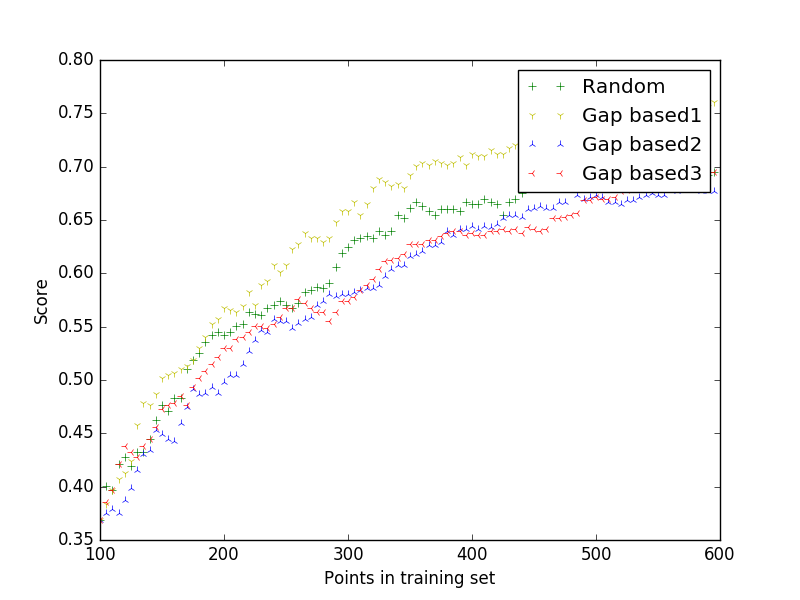 0.80
0.75
0.70
0.65
0.60
0.55
0.50
0.45
0.40
0.35
Score
Random
Gap based1
Gap based2
Gap based3
100 200 300 400 500 600
Points in training set